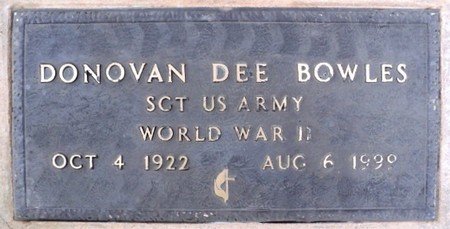 DONOVAN DEE BOWLES
SGT US ARMY
WORLD WAR II
OCT 4 1922 AUG 6 1999